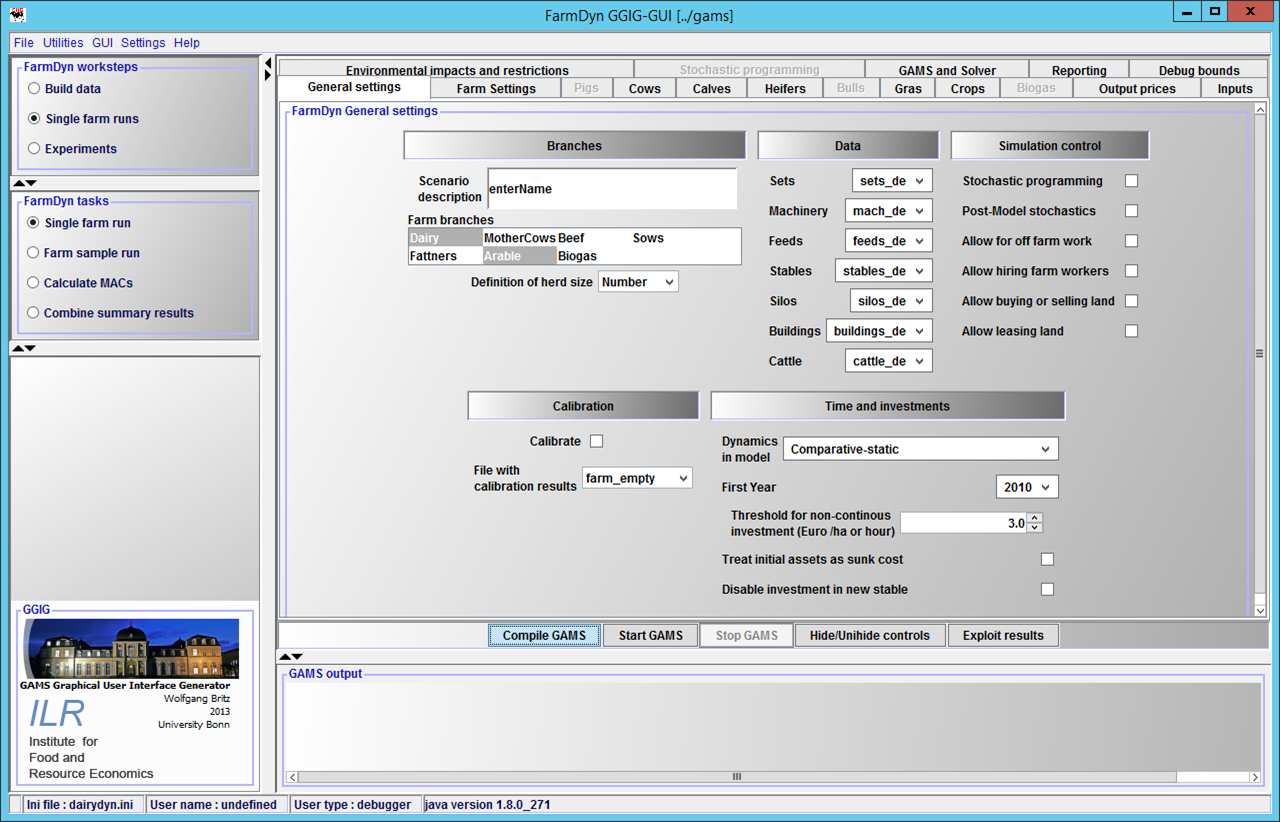 FarmDyn GGIG-GUI [../gams]
File Utilities GUI Settings Help
FarmDyn worksteps
Build data
Single farm runs
Experiments
FarmDyn tasks
Single farm run
Farm sample run
Calculate MACs
Combine summary results
GGIG
GAMS Graphical User Interface Generator
Wolfgang Britz
2013
University Bonn
ILR
Institute for
Food and
Resource Economics
Environmental impacts and restrictions Stochastic programming GAMS and Solver Reporting Debug bounds
General settings Farm Settings Pigs Cows Calves Heifers Bulls Gras Crops Biogas Output prices Inputs
FarmDyn General settings
Branches
Scenario
description
enterName
Farm branches
Dairy MotherCows Beef Sows
Fattners Arable Biogas
Definition of herd size Number
Data
Sets sets_de
Machinery mach_de
Feeds feeds_de
Stables stables_de
Silos silos_de
Buildings buildings_de
Cattle cattle_de
Simulation control
Stochastic programming
Post-Model stochastics
Allow for off farm work
Allow hiring farm workers
Allow buying or selling land
Allow leasing land
Calibration
Calibrate
File with
calibration results
farm_empty
Time and investments
Dynamics
in model
Comparative-static
First Year 2010
Threshold for non-continous
investment (Euro /ha or hour)
3.0
Treat initial assets as sunk cost
Disable investment in new stable
Compile GAMS Start GAMS Stop GAMS Hide/Unihide controls Exploit results
GAMS output
Ini file : dairydyn.ini User name : undefined User type : debugger java version 1.8.0_271